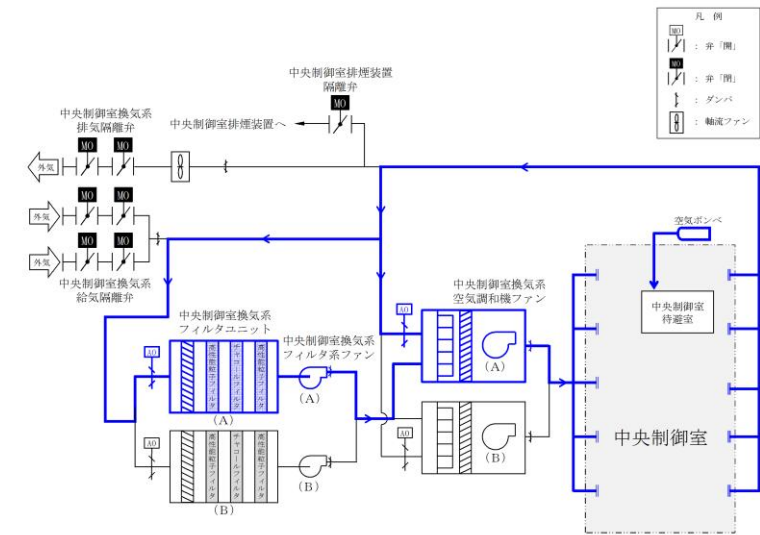 凡 例
MO
: 弁「開」
MO
: 弁「閉」
: ダンパ
: 軸流ファン
中央制御室排煙装置
隔離弁
MO
中央制御室排煙装置へ
中央制御室換気系
排気隔離弁
MO
MO
外気
MO
MO
外気
MO
MO
外気
中央制御室換気系
給気隔離弁
空気ボンベ
中央制御室
待避室
中央制御室換気系
空気調和機ファン
AO
(A)
AO
(B)
中央制御室換気系
フィルタユニット
中央制御室換気系
フィルタ系ファン
AO
高性能粒子フィルタ
チャコールフィルタ
高性能粒子フィルタ
(A)
(A)
AO
高性能粒子フィルタ
チャコールフィルタ
高性能粒子フィルタ
(B)
(B)
中央制御室